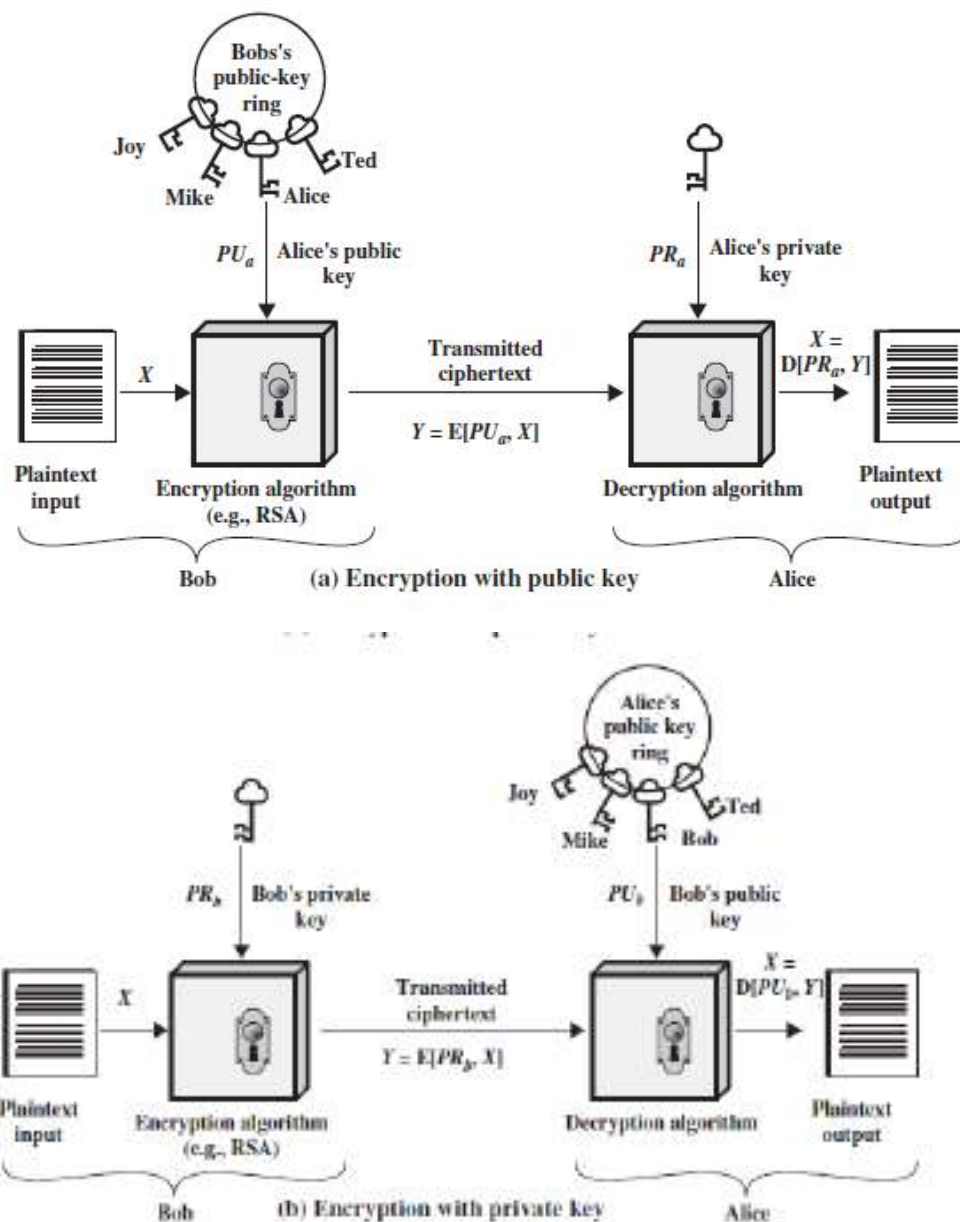 Bobs's
public-key
ring
Joy
Ted
Mike
Alice
PUa
Alice's public
key
PRa
Alice's private
key
X
Transmitted
ciphertext
X =
D[PRa, Y]
Y = E[PUa, X]
Plaintext
input
Encryption algorithm
(e.g., RSA)
Decryption algorithm
Plaintext
output
Bob
(a) Encryption with public key
Alice
Alice's
public key
ring
Joy
Ted
Mike
Bob
PRb
Bob's private
key
PUb
Bob's public
key
X
Transmitted
ciphertext
X =
D[PUb, Y]
Y = E[PRb, X]
Plaintext
input
Encryption algorithm
(e.g., RSA)
Decryption algorithm
Plaintext
output
Bob
(b) Encryption with private key
Alice